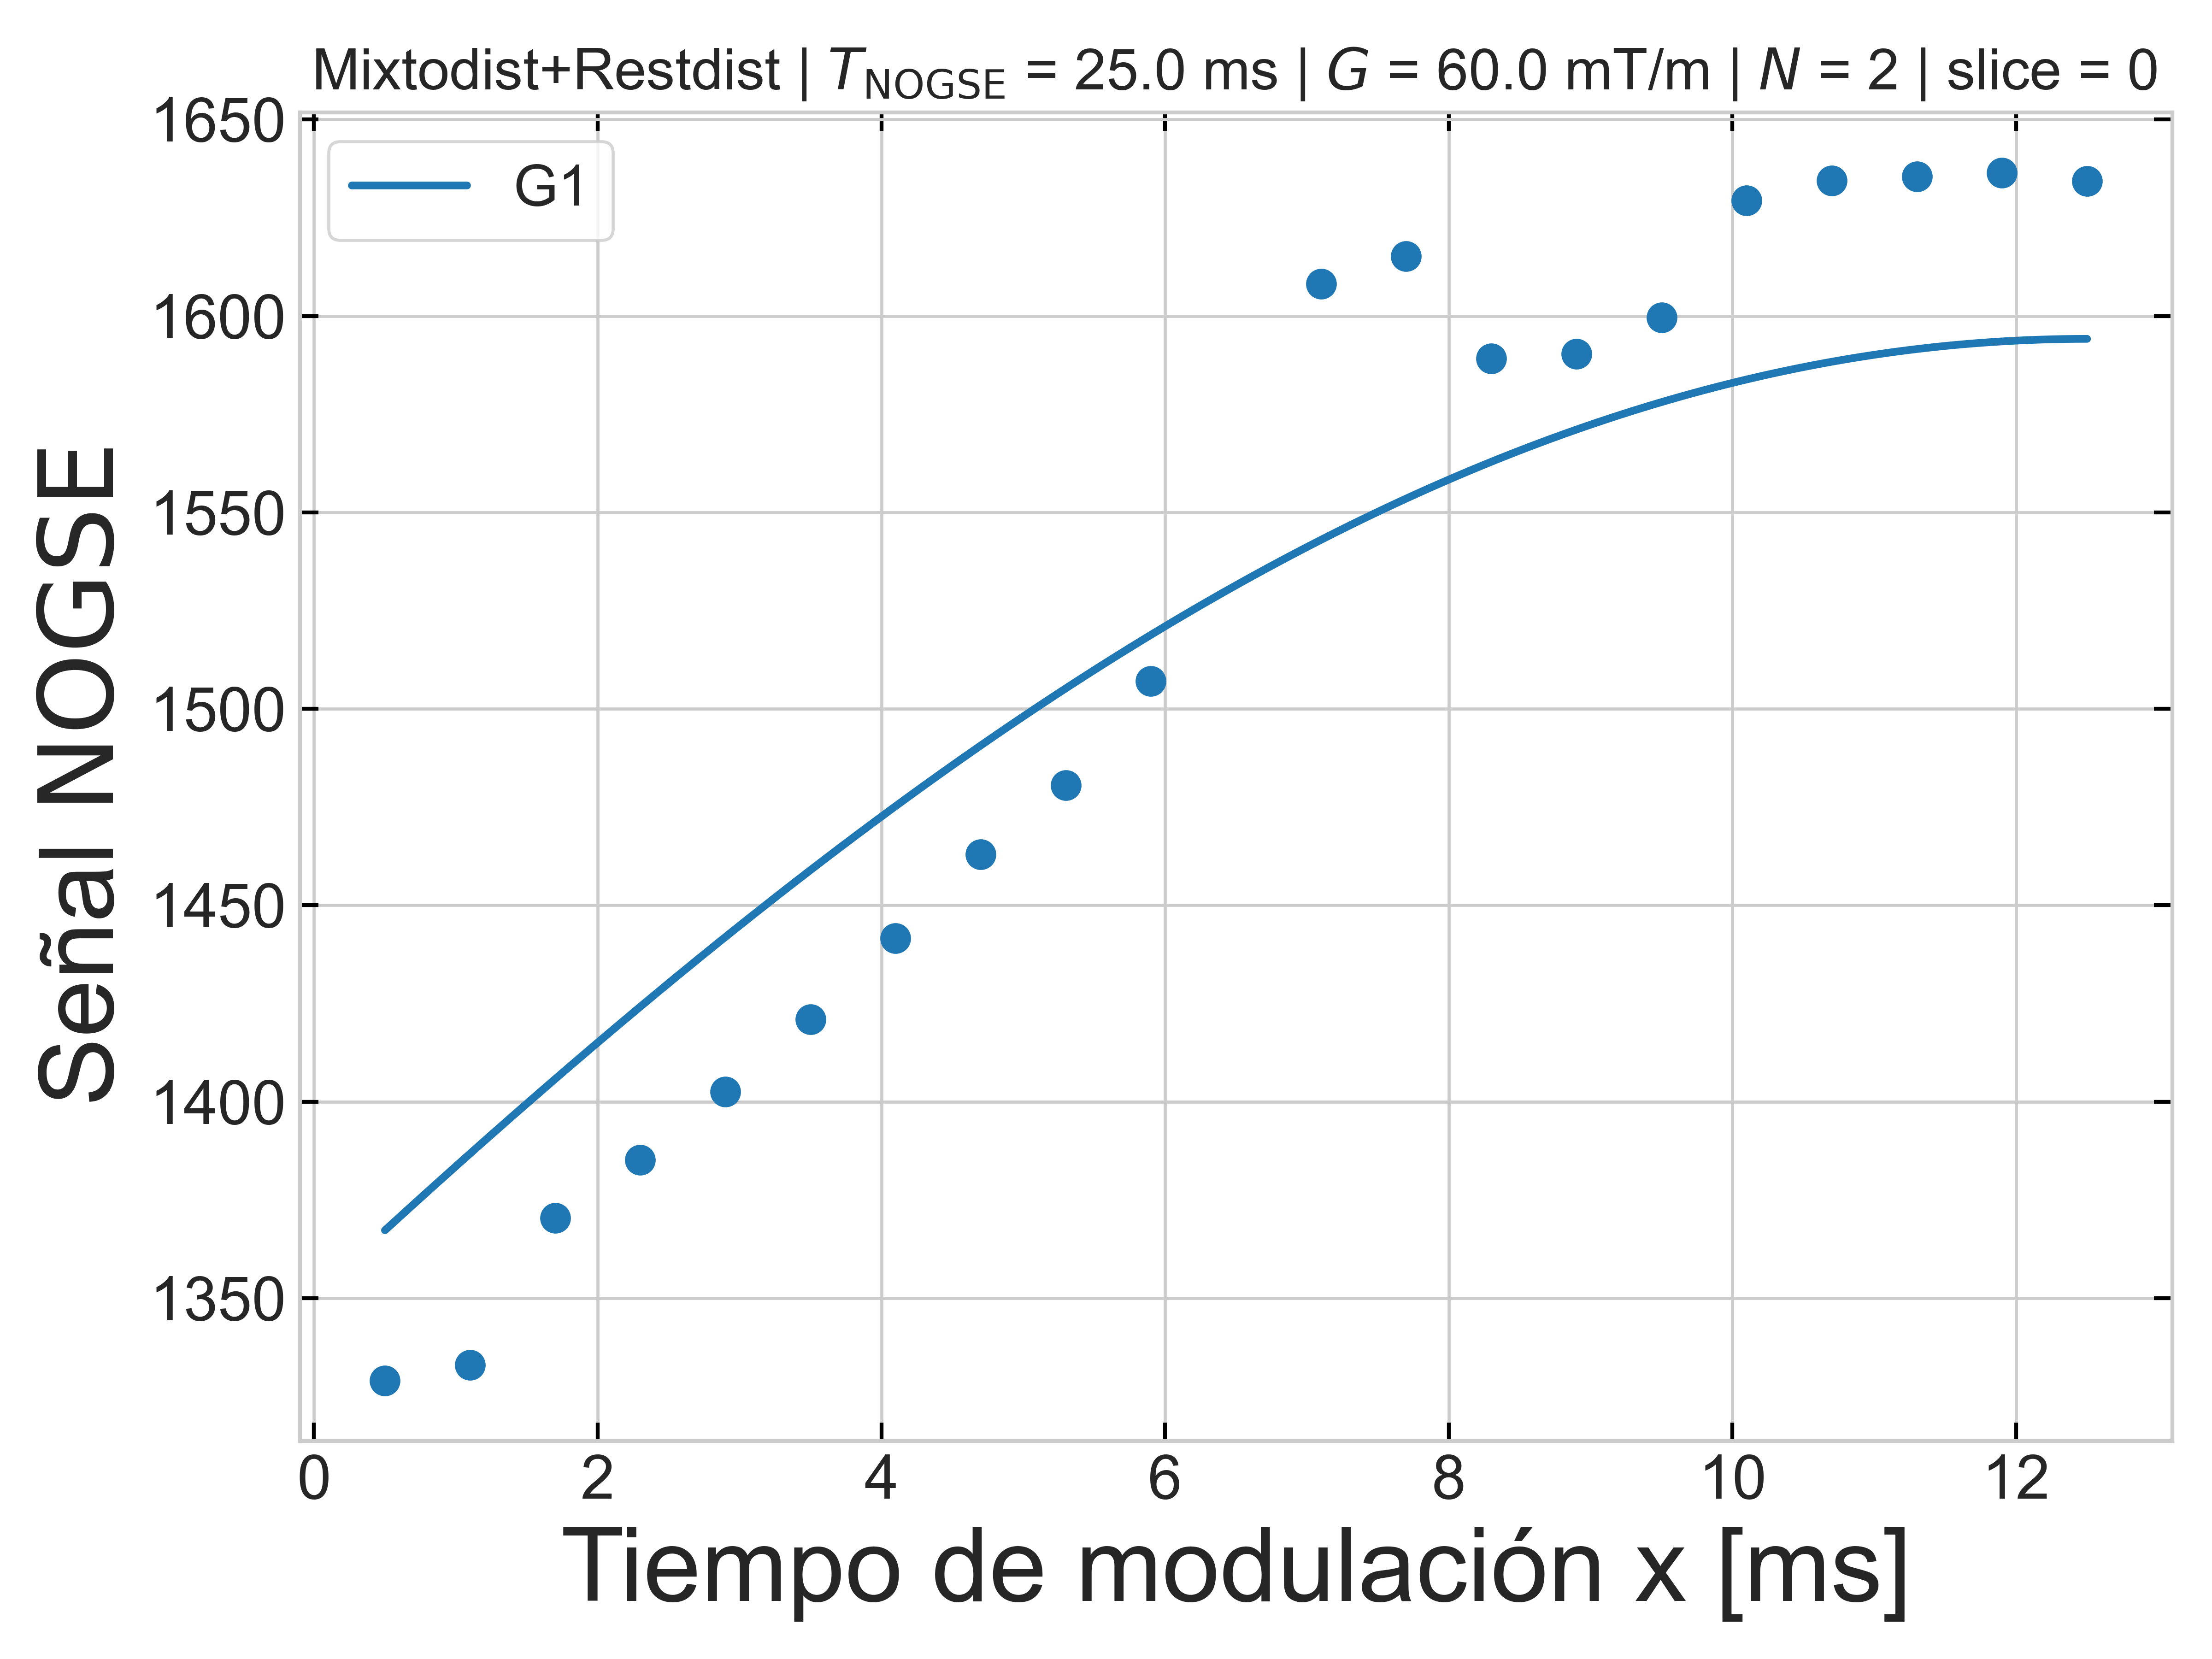 Mixtodist+Restdist | T_NOGSE = 25.0 ms | G = 60.0 mT/m | N = 2 | slice = 0
G1
1650
1600
1550
1500
1450
1400
1350
Señal NOGSE
0 2 4 6 8 10 12
Tiempo de modulación x [ms]